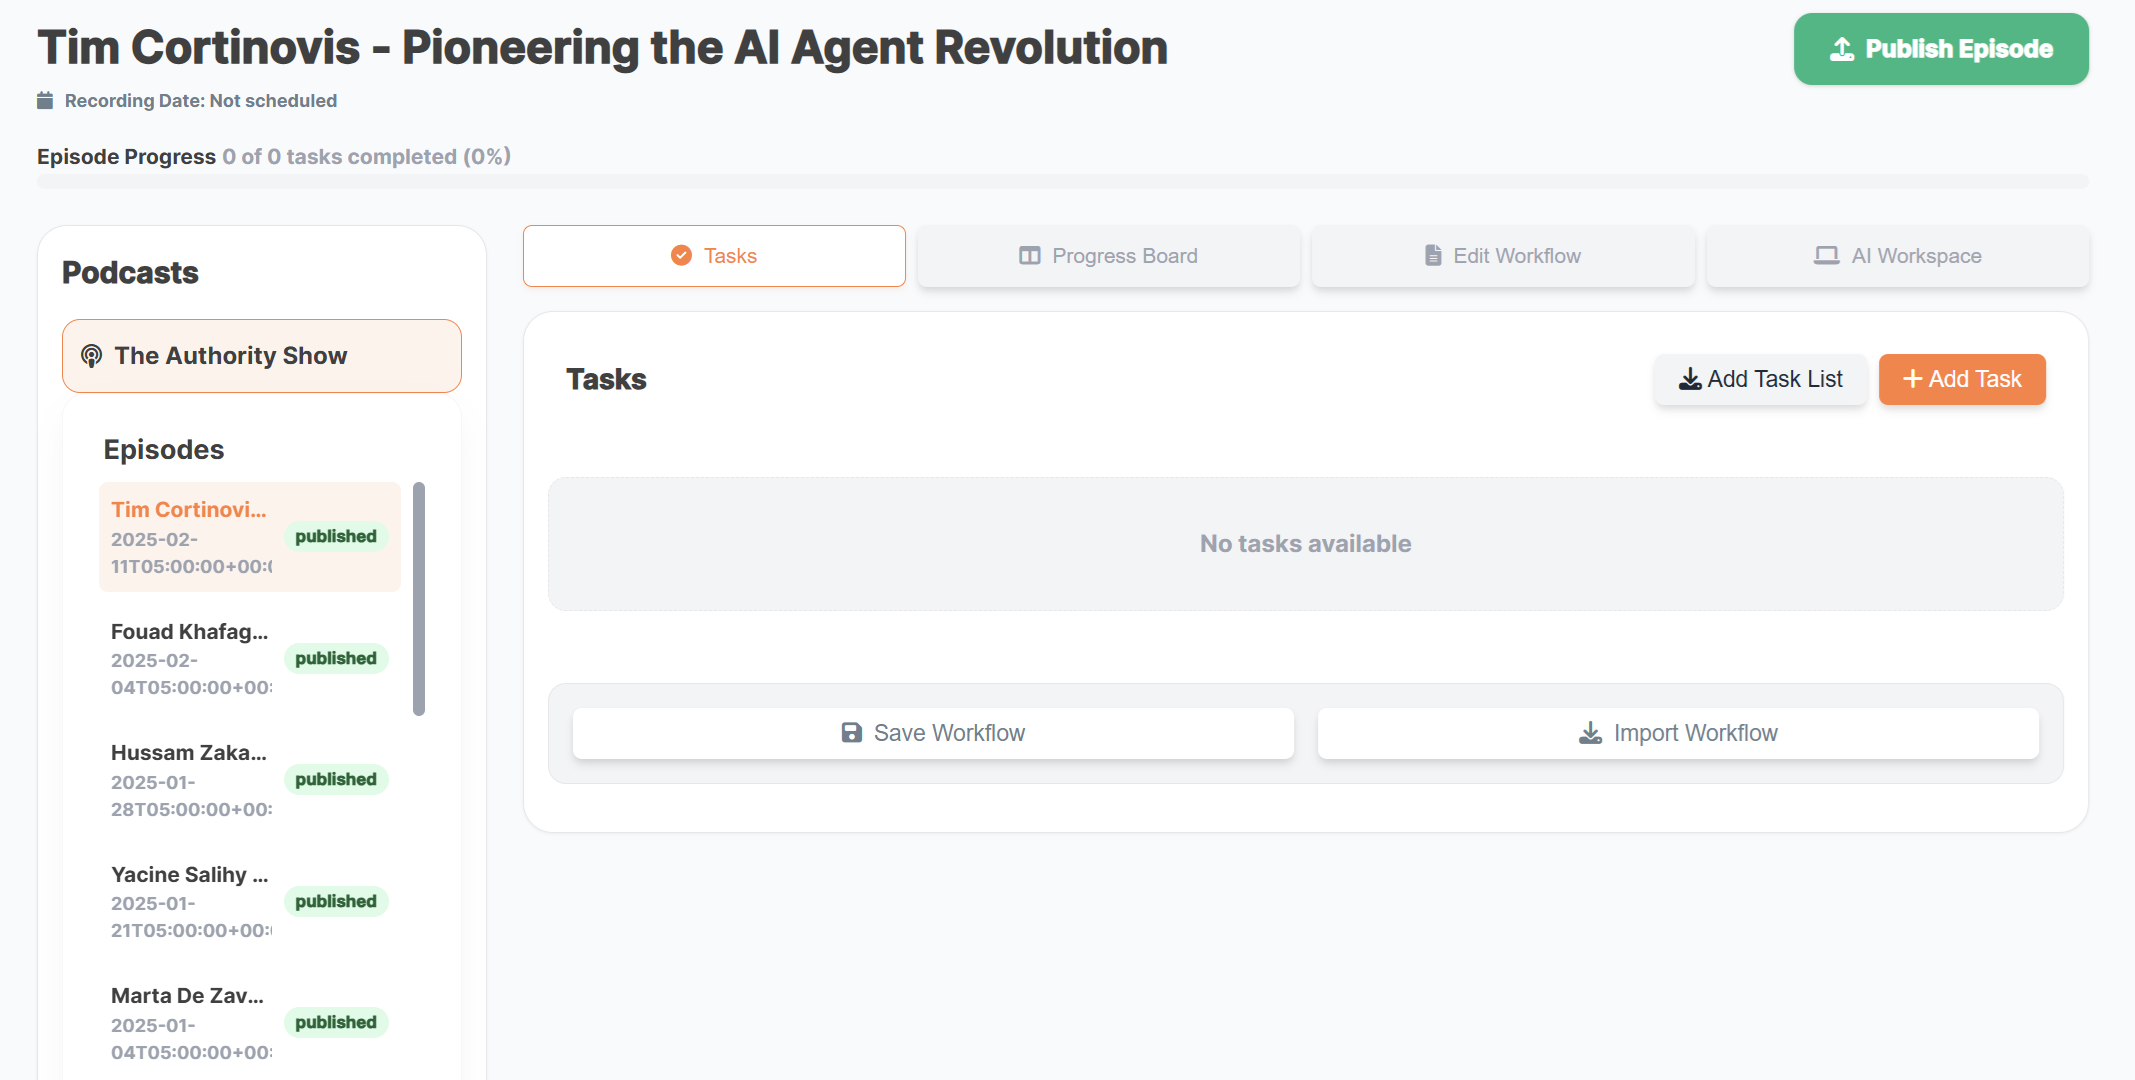 Tim Cortinovis - Pioneering the AI Agent Revolution
Publish Episode
Recording Date: Not scheduled
Episode Progress 0 of 0 tasks completed (0%)
Podcasts
The Authority Show
Episodes
Tim Cortinovi...
2025-02-
11T05:00:00+00:
published
Fouad Khafag...
2025-02-
04T05:00:00+00:
published
Hussam Zaka...
2025-01-
28T05:00:00+00:
published
Yacine Salihy ...
2025-01-
21T05:00:00+00:
published
Marta De Zav...
2025-01-
04T05:00:00+00:
published
Tasks
Progress Board
Edit Workflow
AI Workspace
Tasks
Add Task List
+ Add Task
No tasks available
Save Workflow
Import Workflow